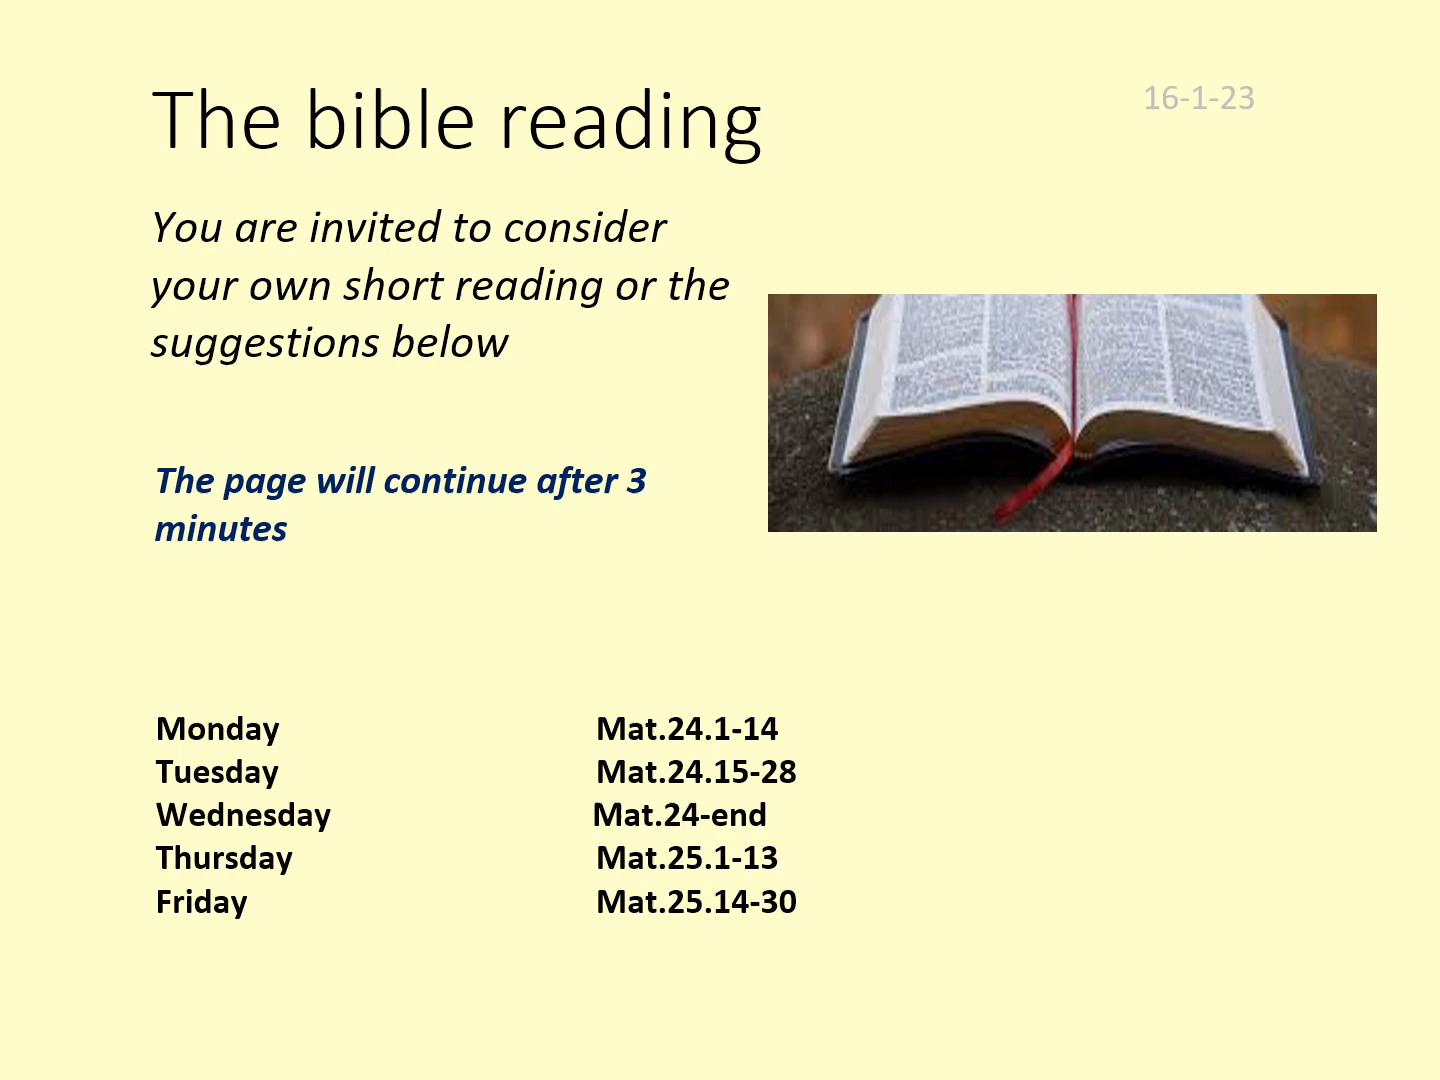 The bible reading
16-1-23
You are invited to consider
your own short reading or the
suggestions below
The page will continue after 3
minutes
Monday Mat.24.1-14
Tuesday Mat.24.15-28
Wednesday Mat.24-end
Thursday Mat.25.1-13
Friday Mat.25.14-30